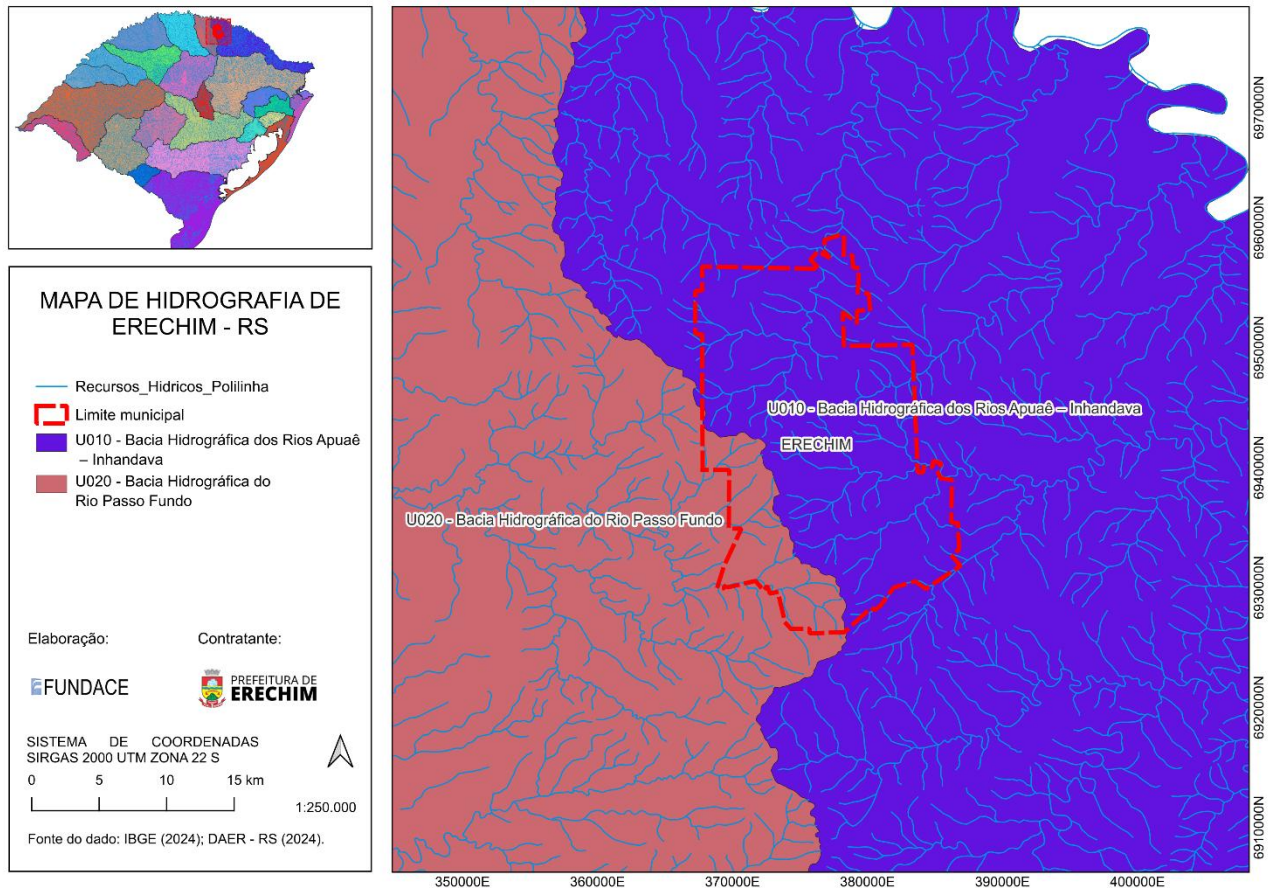 MAPA DE HIDROGRAFIA DE
ERECHIM - RS
Recursos_Hidricos_Polilinha
Limite municipal
U010 - Bacia Hidrográfica dos Rios Apuaê
– Inhandava
U020 - Bacia Hidrográfica do
Rio Passo Fundo
Elaboração:
Contratante:
FUNDACE
PREFEITURA DE
ERECHIM
SISTEMA DE COORDENADAS
SIRGAS 2000 UTM ZONA 22 S
0 5 10 15 km
1:250.000
Fonte do dado: IBGE (2024); DAER - RS (2024).
U010 - Bacia Hidrográfica dos Rios Apuaê – Inhandava
ERECHIM
U020 - Bacia Hidrográfica do Rio Passo Fundo
6970000N
6960000N
6950000N
6940000N
6930000N
6920000N
6910000N
350000E 360000E 370000E 380000E 390000E 400000E